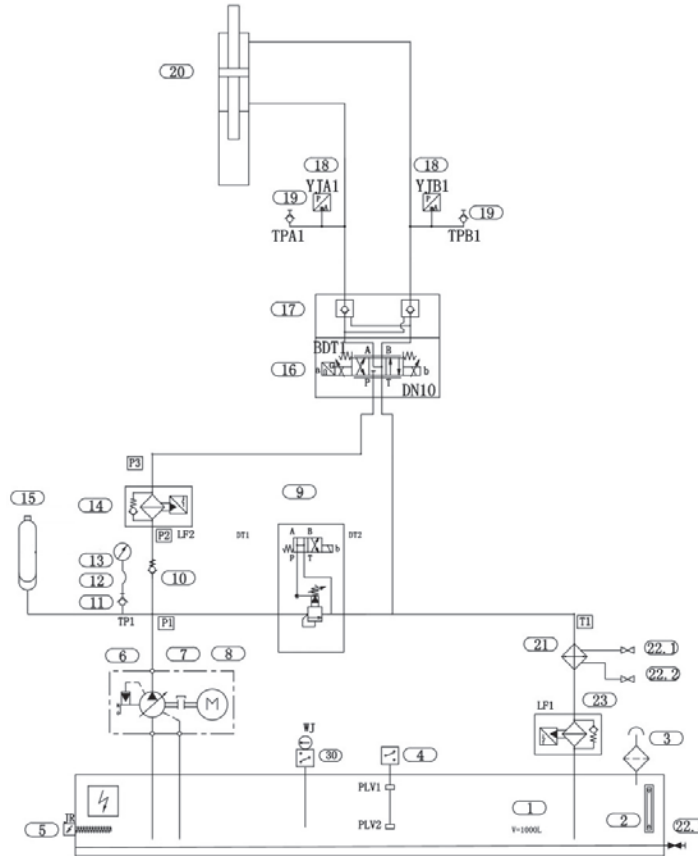 20
18
18
YJA1
YJB1
19
19
TPA1
TPB1
17
BDT1
A
B
16
a
b
P
T
DN10
P3
15
9
14
LF2
P2
DT1
A
B
DT2
13
b
P
T
12
10
11
TP1
P1
T1
22.1
21
6
7
8
22.2
M
LF1
23
WJ
3
30
4
PLV1
1
2
JR
PLV2
5
V=1000L
22.